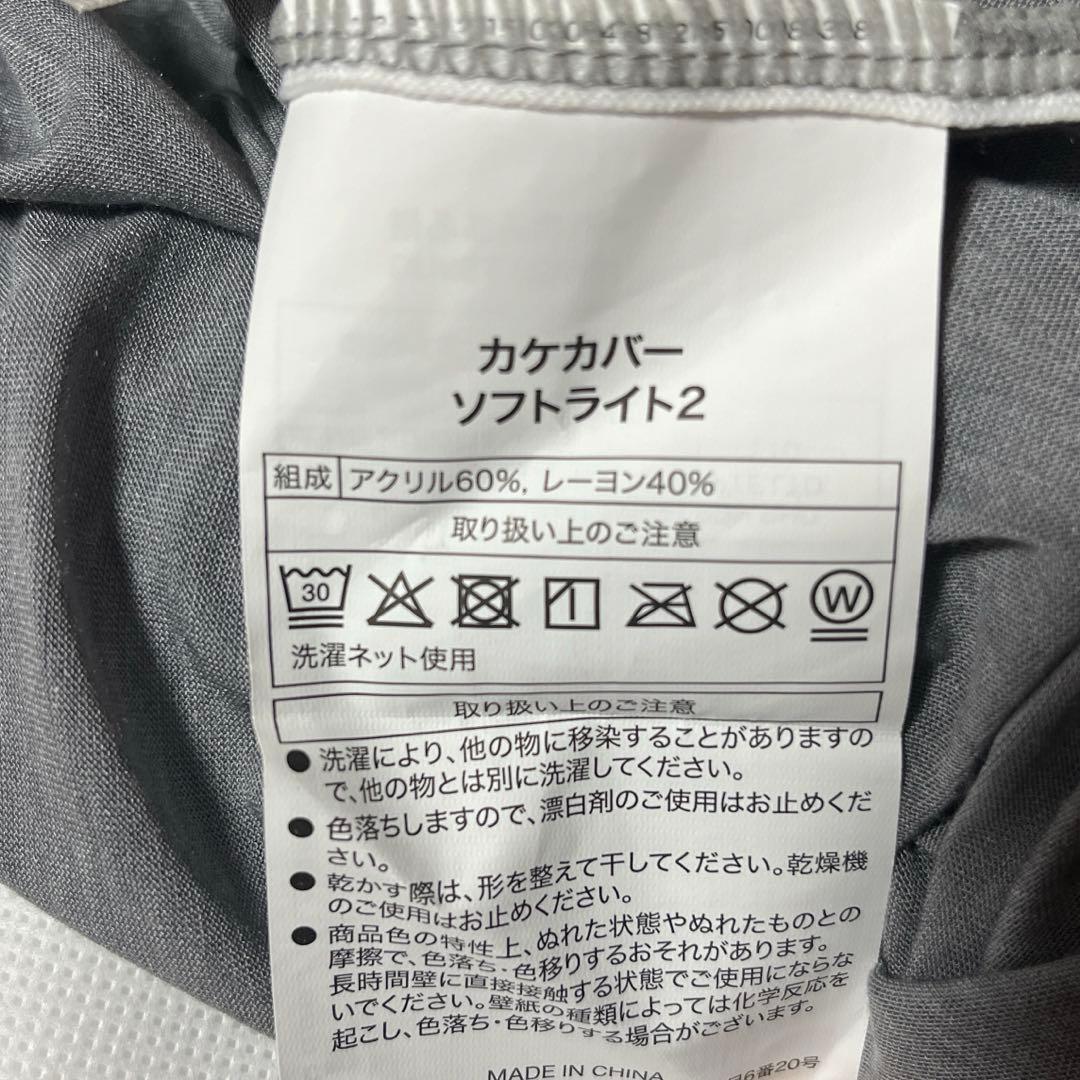 カケカバー
ソフトライト2
組成 アクリル60%, レーヨン40%
取り扱い上のご注意
30 W
洗濯ネット使用
取り扱い上のご注意
● 洗濯により、他の物に移染することがありますの
で、他の物とは別に洗濯してください。
● 色落ちしますので、漂白剤のご使用はお止めくだ
さい。
● 乾かす際は、形を整えて干してください。乾燥機
のご使用はお止めください。
● 商品色の特性上、ぬれた状態やぬれたものとの
摩擦で、色落ち・色移りするおそれがあります。
長時間壁に直接接触する状態でご使用にならな
いでください。壁紙の種類によっては化学反応を
起こし、色落ち・色移りする場合がございます。
MADE IN CHINA
6番20号